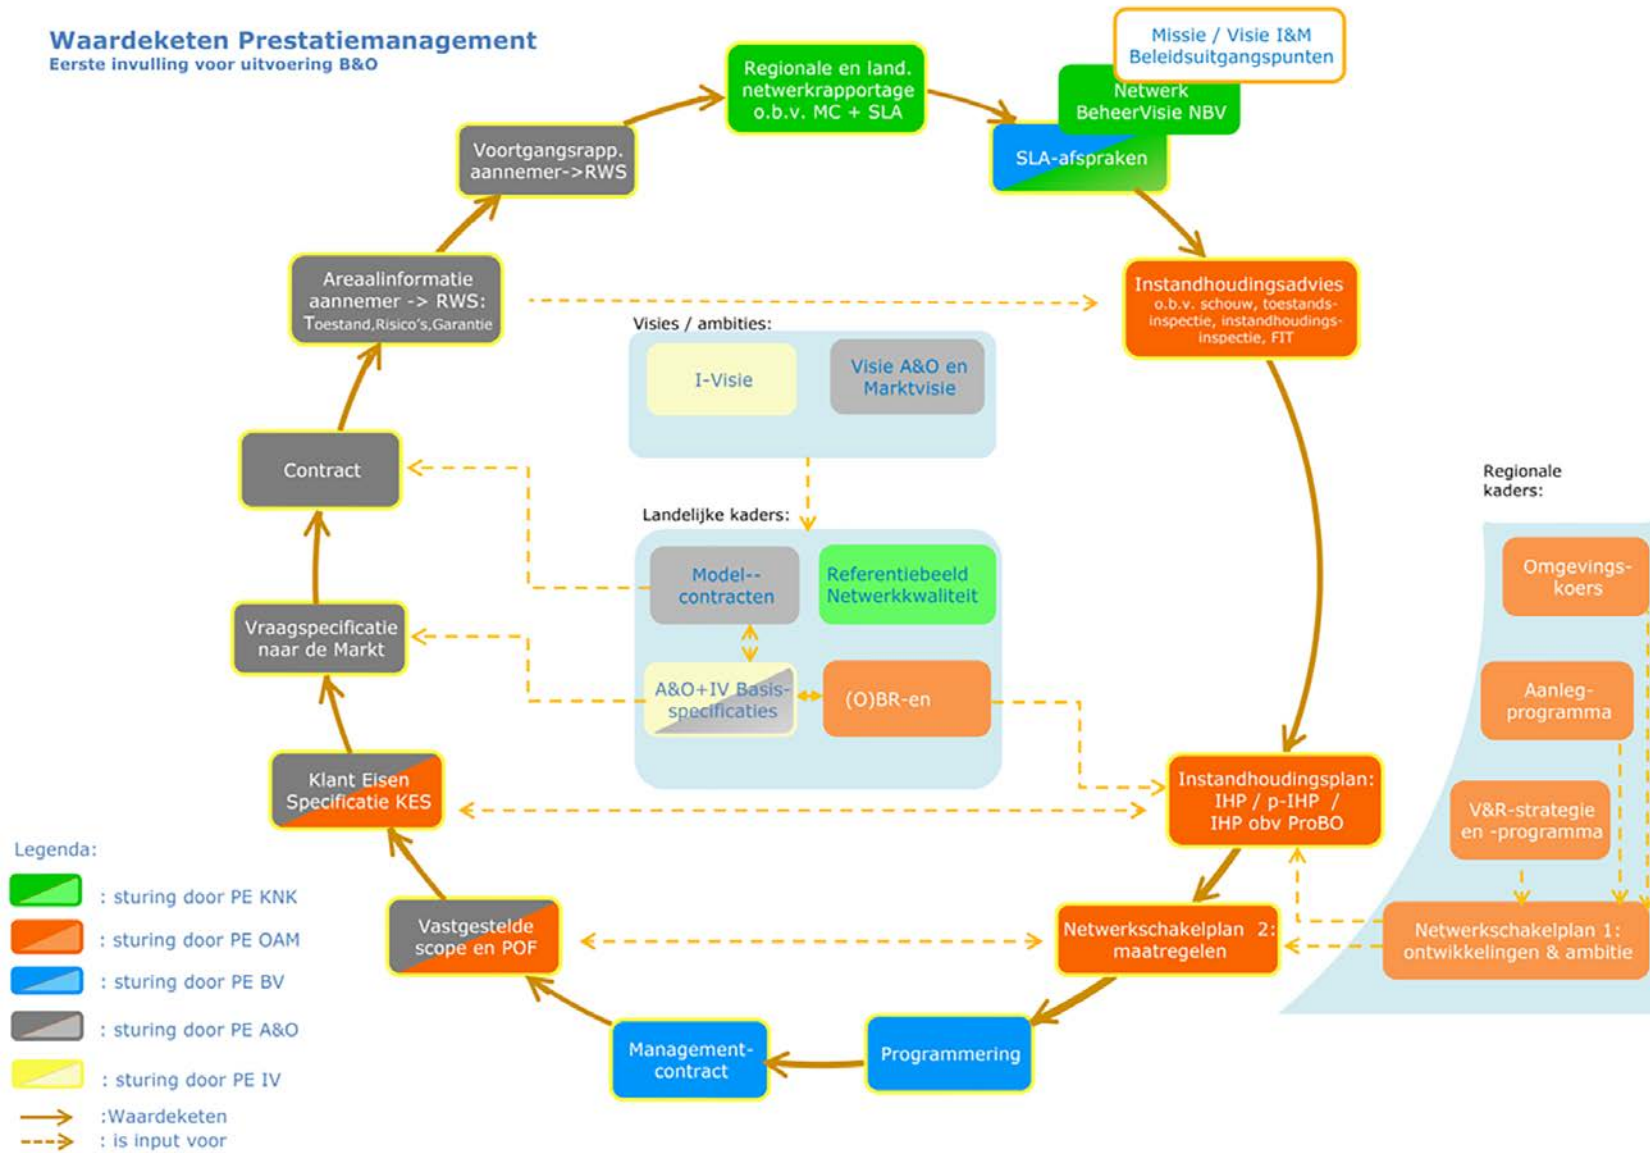 Waardeketen Prestatiemanagement
Eerste invulling voor uitvoering B&O
Missie / Visie I&M
Beleidsuitgangspunten
Netwerk
BeheerVisie NBV
SLA-afspraken
Regionale en land.
netwerkrapportage
o.b.v. MC + SLA
Voortgangsrapp.
aannemer->RWS
Areaalinformatie
aannemer -> RWS:
Toestand,Risico's,Garantie
Instandhoudingsadvies
o.b.v. schouw, toestands-
inspectie, instandhoudings-
inspectie, FIT
Visies / ambities:
I-Visie
Visie A&O en
Marktvisie
Contract
Landelijke kaders:
Model--
contracten
Referentiebeeld
Netwerkkwaliteit
A&O+IV Basis-
specificaties
(O)BR-en
Regionale
kaders:
Omgevings-
koers
Aanleg-
programma
V&R-strategie
en -programma
Netwerkschakelplan 1:
ontwikkelingen & ambitie
Vraagspecificatie
naar de Markt
Klant Eisen
Specificatie KES
Instandhoudingsplan:
IHP / p-IHP /
IHP obv ProBO
Vastgestelde
scope en POF
Netwerkschakelplan 2:
maatregelen
Management-
contract
Programmering
Legenda:
: sturing door PE KNK
: sturing door PE OAM
: sturing door PE BV
: sturing door PE A&O
: sturing door PE IV
:Waardeketen
: is input voor